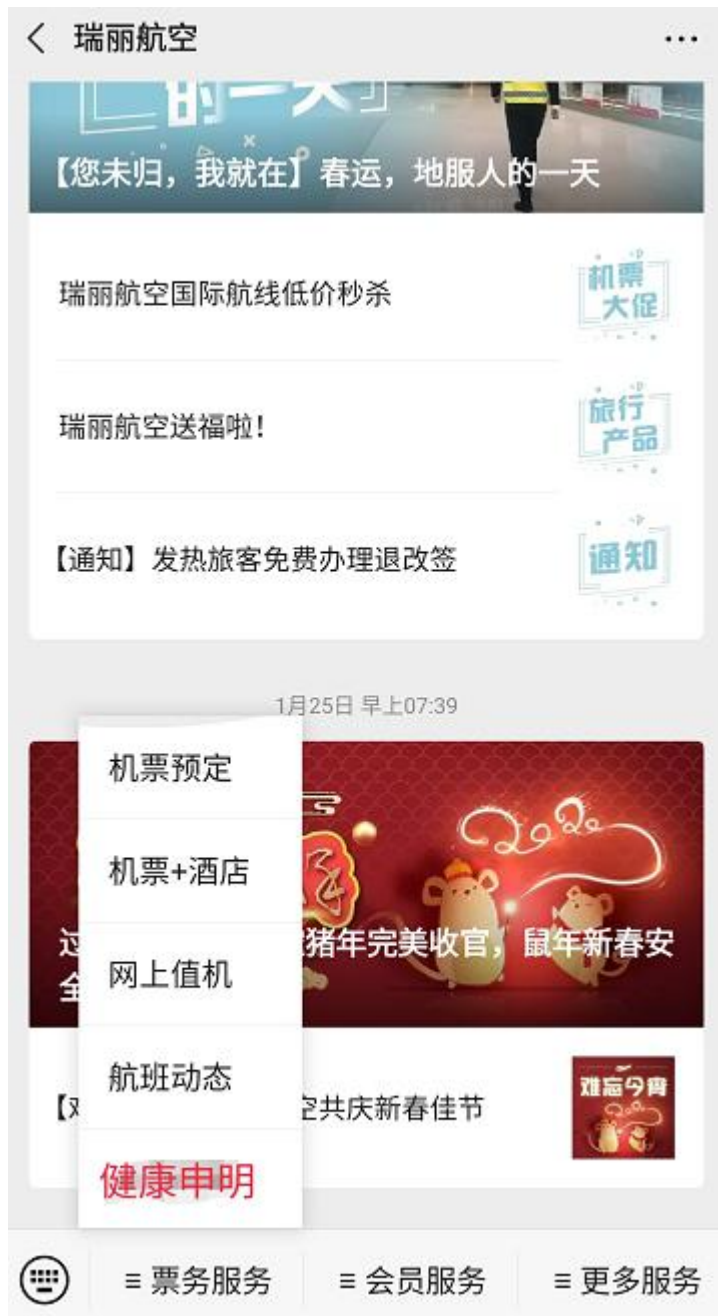 瑞丽航空
的一天
【您未归，我就在】春运，地服人的一天
瑞丽航空国际航线低价秒杀
机票
大促
瑞丽航空送福啦！
旅行
产品
【通知】发热旅客免费办理退改签
通知
1月25日 早上07:39
机票预定
机票+酒店
网上值机
航班动态
健康申明
2020
过
猪年完美收官，鼠年新春安
全
共庆新春佳节
难忘今宵
票务服务
会员服务
更多服务